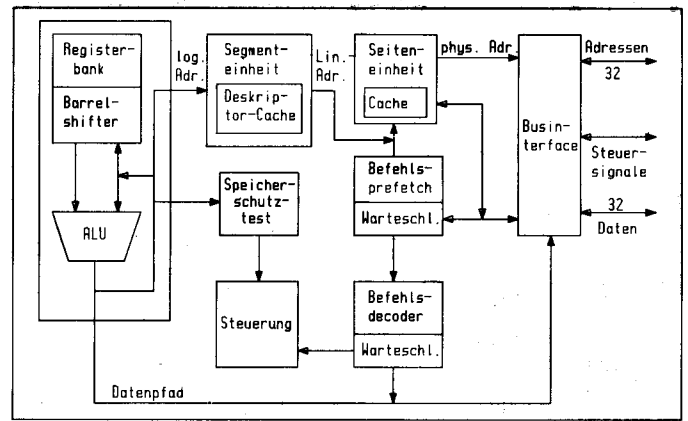 Register-
bank
Barrel-
shifter
ALU
log.
Adr.
Segment-
einheit
Deskrip-
tor-Cache
Lin.-
Adr.
Seiten-
einheit
Cache
phys. Adr.
Busin-
terface
Adressen
32
Steuer-
signale
32
Daten
Speicher-
schutz-
test
Befehls-
prefetch
Warteschl.
Steuerung
Befehls-
decoder
Warteschl.
Datenpfad